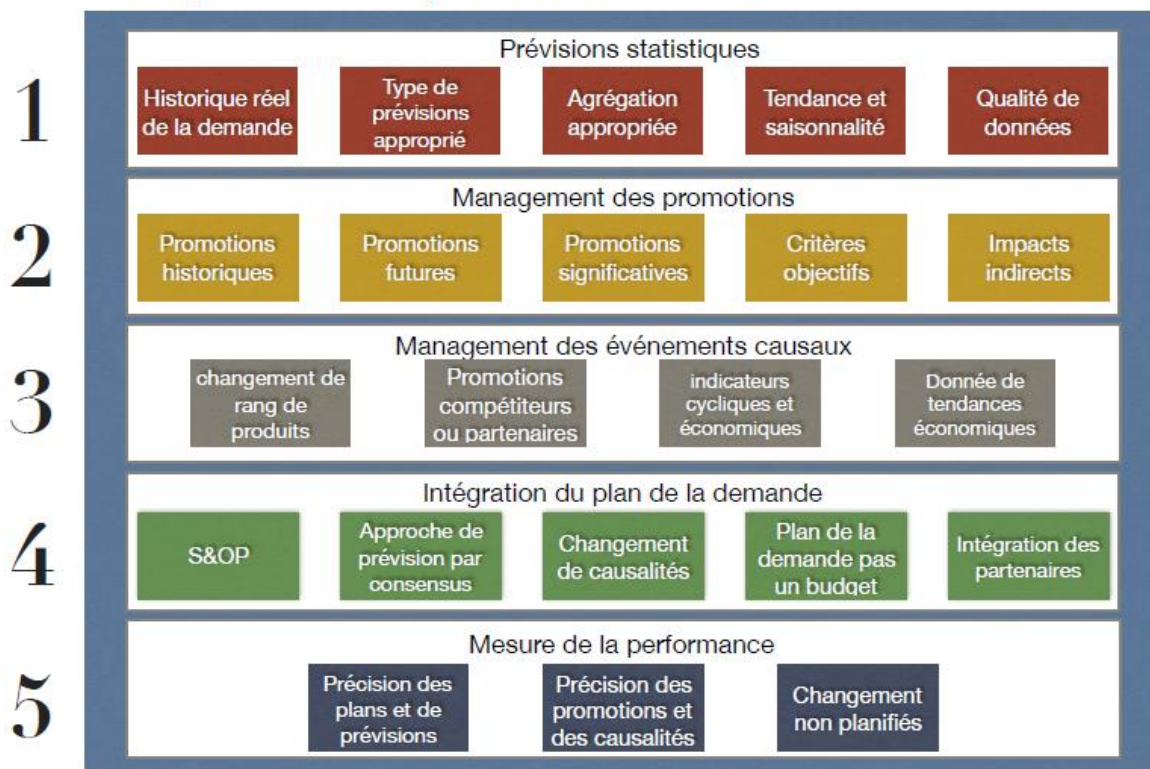 1
Prévisions statistiques
Historique réel
de la demande
Type de
prévisions
approprié
Agrégation
appropriée
Tendance et
saisonnalité
Qualité de
données
2
Management des promotions
Promotions
historiques
Promotions
futures
Promotions
significatives
Critères
objectifs
Impacts
indirects
3
Management des événements causaux
changement de
rang de
produits
Promotions
compétiteurs
ou partenaires
indicateurs
cycliques et
économiques
Donnée de
tendances
économiques
4
Intégration du plan de la demande
S&OP
Approche de
prévision par
consensus
Changement
de causalités
Plan de la
demande pas
un budget
Intégration des
partenaires
5
Mesure de la performance
Précision des
plans et de
prévisions
Précision des
promotions et
des causalités
Changement
non planifiés